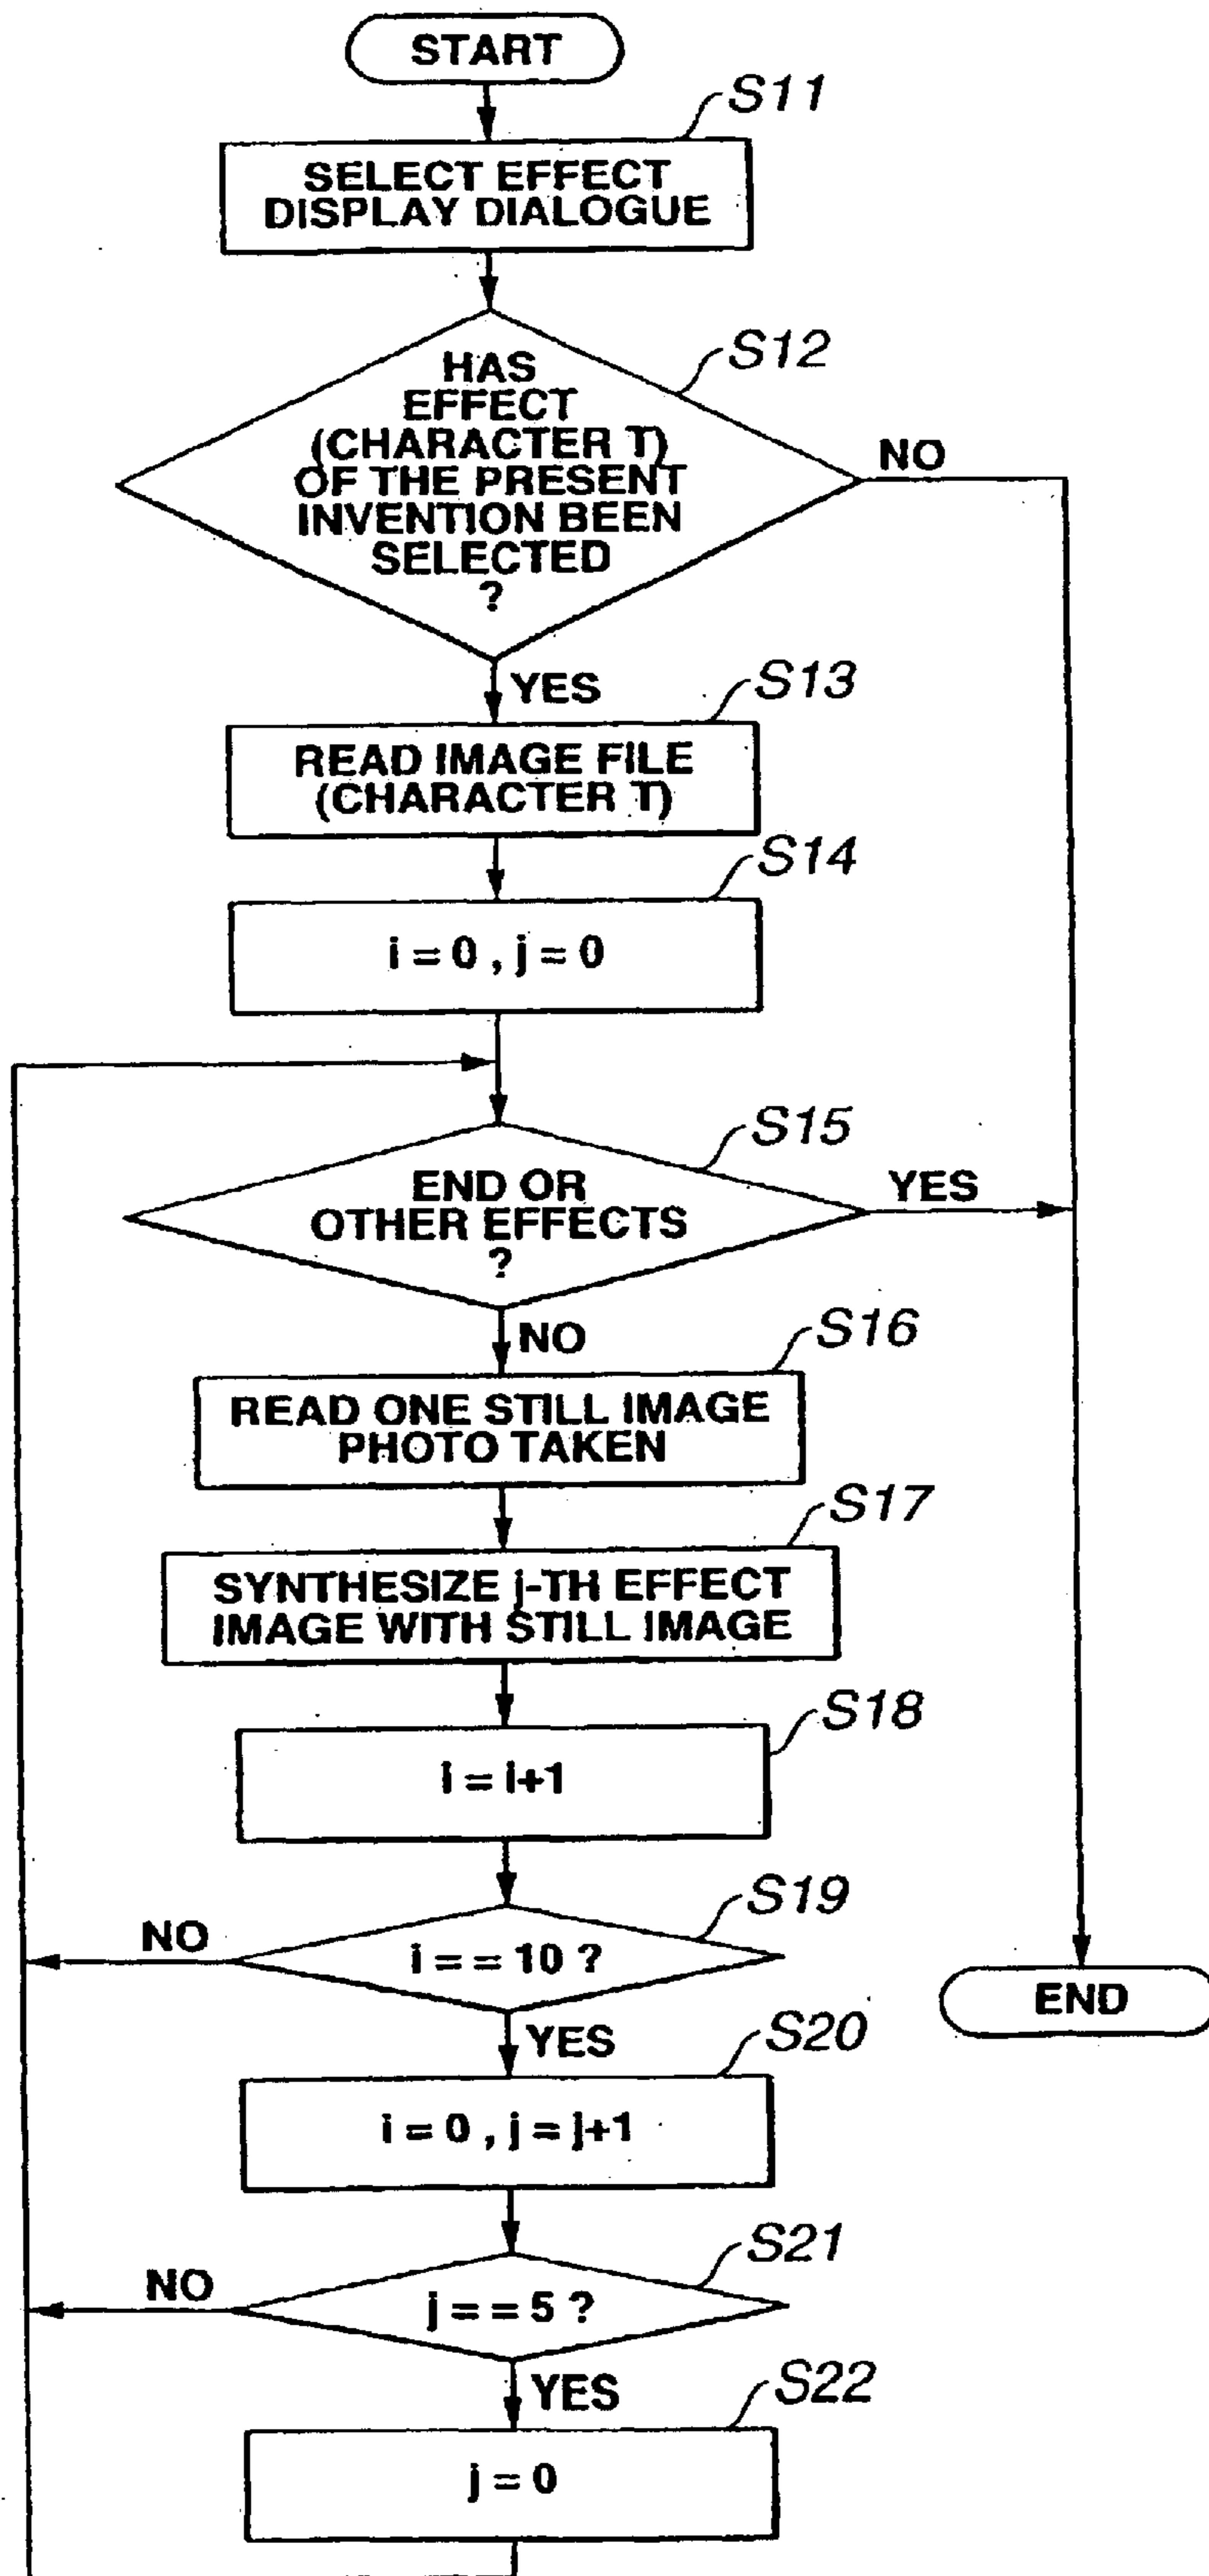 START
S11
SELECT EFFECT
DISPLAY DIALOGUE
S12
HAS
EFFECT
(CHARACTER T)
OF THE PRESENT
INVENTION BEEN
SELECTED
?
NO
YES
S13
READ IMAGE FILE
(CHARACTER T)
S14
i = 0 , j = 0
S15
END OR
OTHER EFFECTS
?
YES
NO
S16
READ ONE STILL IMAGE
PHOTO TAKEN
S17
SYNTHESIZE j-TH EFFECT
IMAGE WITH STILL IMAGE
S18
i = i+1
S19
NO
i = = 10 ?
END
YES
S20
i = 0 , j = j+1
S21
NO
j = = 5 ?
YES
S22
j = 0